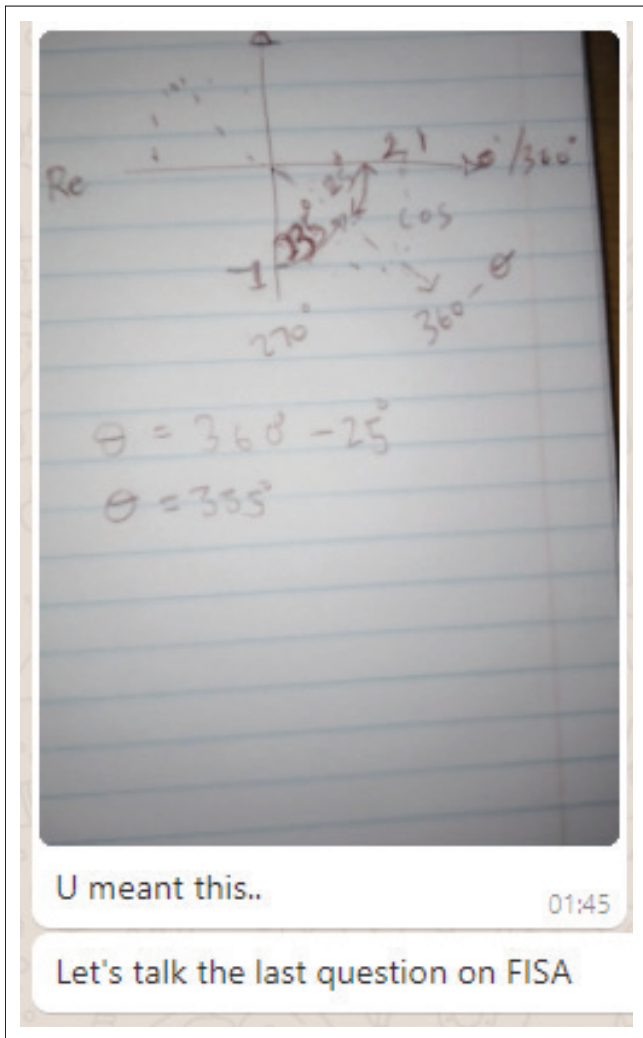 2 1
0° / 360°
Re
25°
cos
-1
360 - θ
270°
θ = 360° - 25°
θ = 335°
U meant this..
01:45
Let's talk the last question on FISA